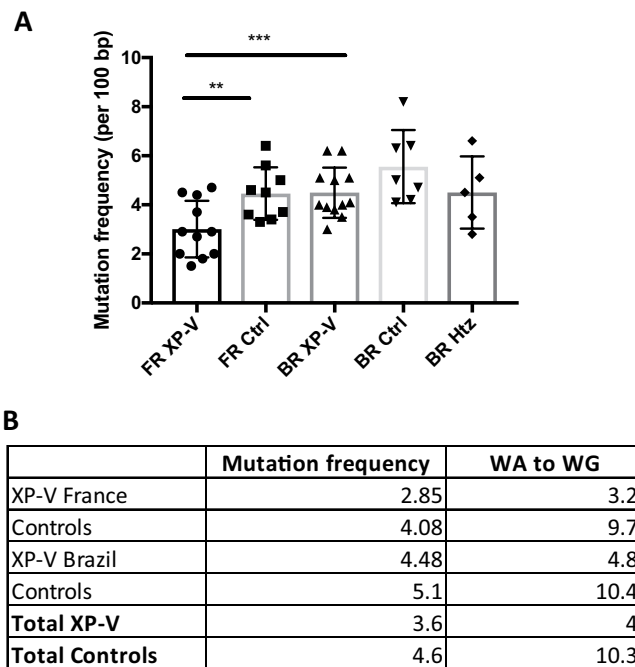 A
Mutation frequency (per 100 bp)
10
8
6
4
2
0
***
**
FR XP-V
FR Ctrl
BR XP-V
BR Ctrl
BR Htz
B
Mutation frequency WA to WG
XP-V France 2.85 3.2
Controls 4.08 9.7
XP-V Brazil 4.48 4.8
Controls 5.1 10.4
Total XP-V 3.6 4
Total Controls 4.6 10.3